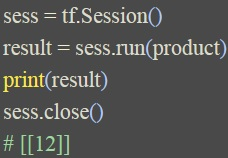 sess = tf.Session()
result = sess.run(product)
print(result)
sess.close()
# [[12]]